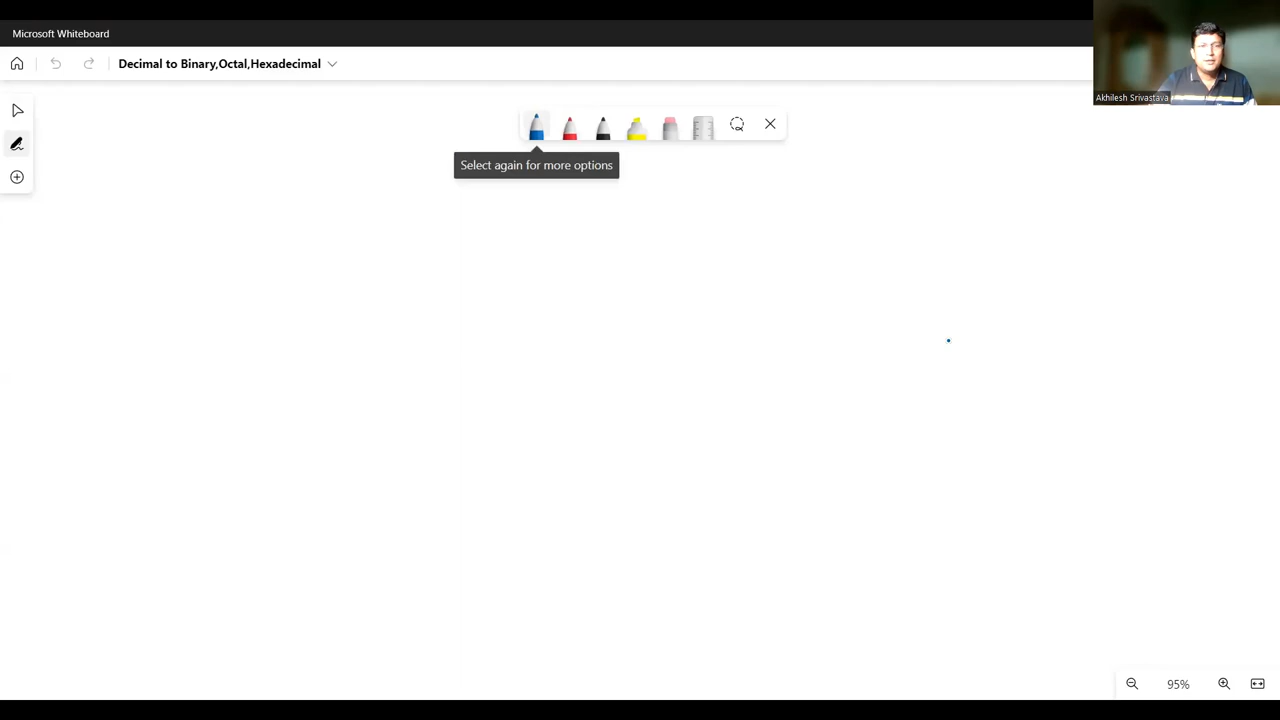 Microsoft Whiteboard
Decimal to Binary,Octal,Hexadecimal
Akhilesh Srivastava
Select again for more options
95%